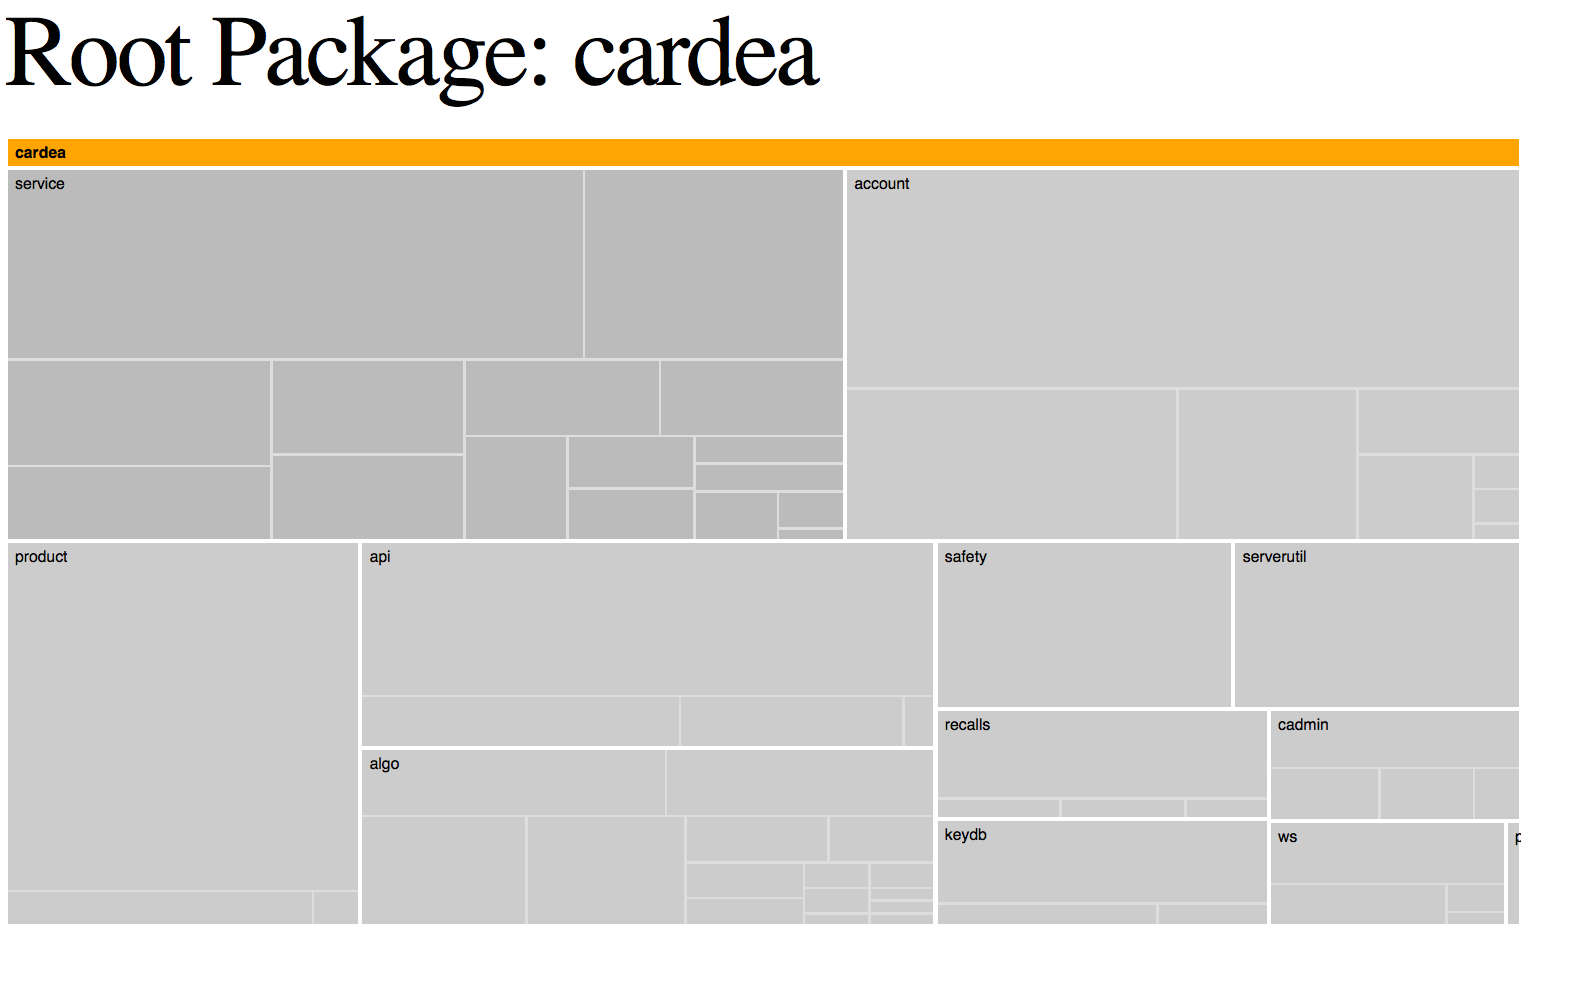 Root Package: cardea
cardea
service
account
product
api
safety
serverutil
recalls
cadmin
algo
keydb
ws